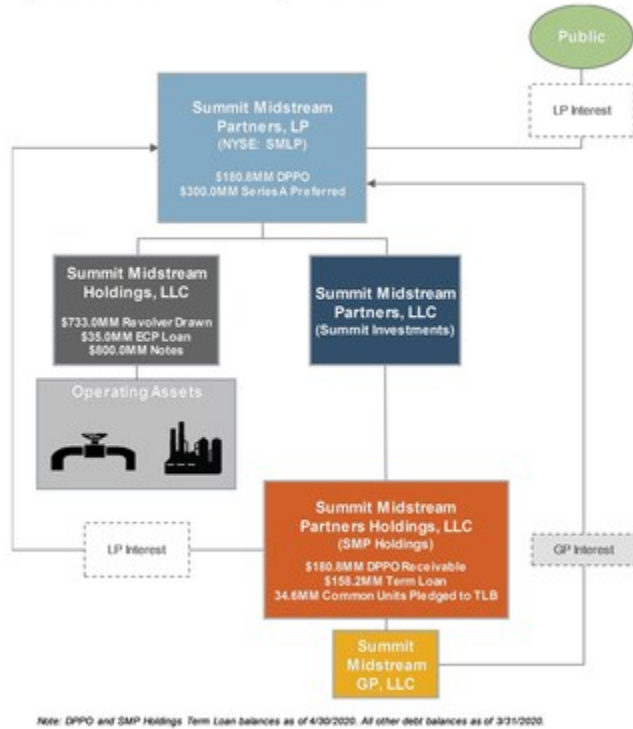 Public
LP Interest
Summit Midstream
Partners, LP
(NYSE: SMLP)
$180.8MM DPPO
$300.0MM Series A Preferred
Summit Midstream
Holdings, LLC
$733.0MM Revolver Drawn
$35.0MM ECP Loan
$800.0MM Notes
Summit Midstream
Partners, LLC
(Summit Investments)
Operating Assets
Summit Midstream
Partners Holdings, LLC
(SMP Holdings)
$180.8MM DPPO Receivable
$158.2MM Term Loan
34.6MM Common Units Pledged to TLB
LP Interest
GP Interest
Summit
Midstream
GP, LLC
Note: DPPO and SMP Holdings Term Loan balances as of 4/30/2020. All other debt balances as of 3/31/2020.